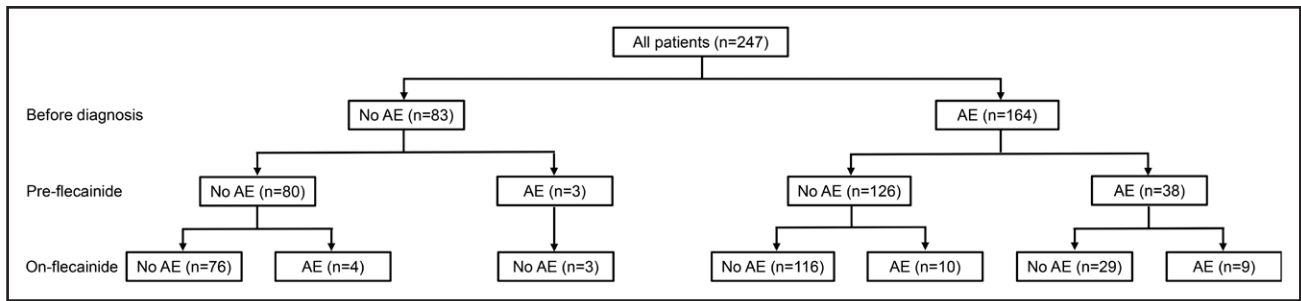 All patients (n=247)
Before diagnosis No AE (n=83) AE (n=164)
Pre-flecainide No AE (n=80) AE (n=3) No AE (n=126) AE (n=38)
On-flecainide No AE (n=76) AE (n=4) No AE (n=3) No AE (n=116) AE (n=10) No AE (n=29) AE (n=9)